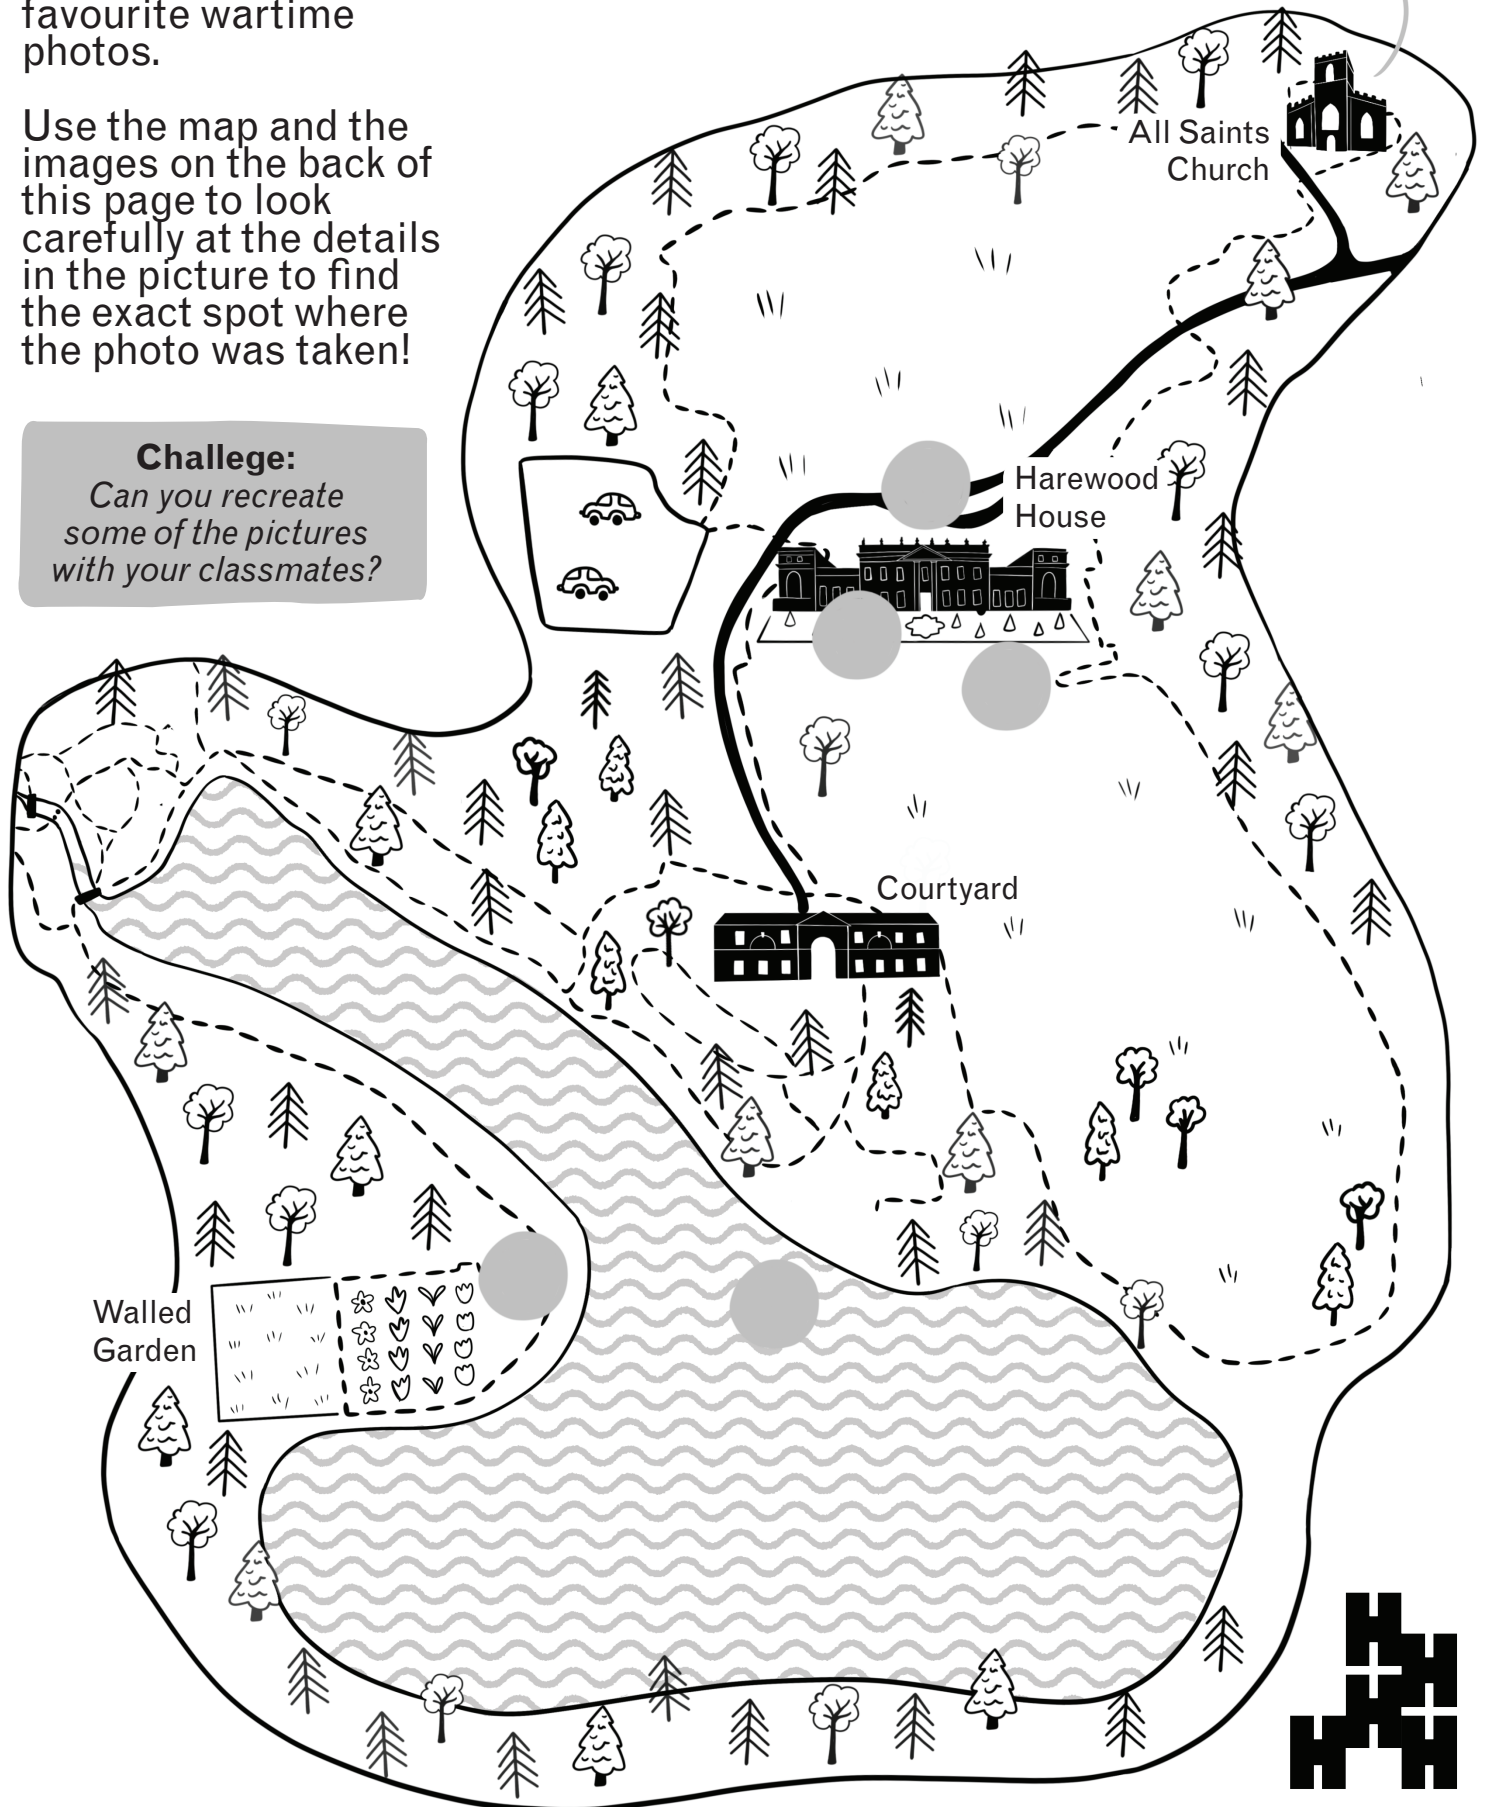 favourite wartime
photos.
Use the map and the
images on the back of
this page to look
carefully at the details
in the picture to find
the exact spot where
the photo was taken!
Challege:
Can you recreate
some of the pictures
with your classmates?
All Saints
Church
Harewood
House
Courtyard
Walled
Garden